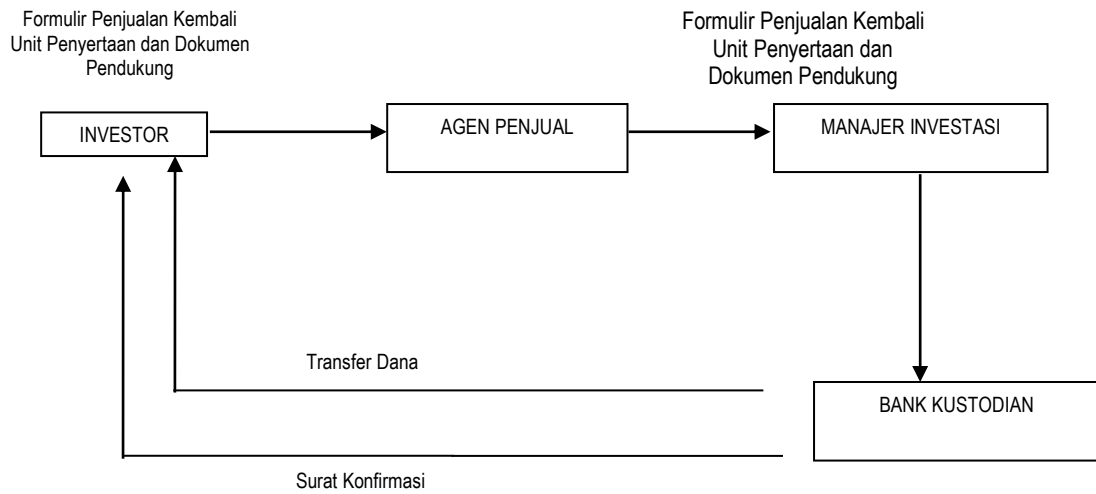 Formulir Penjualan Kembali
Unit Penyertaan dan Dokumen
Pendukung
Formulir Penjualan Kembali
Unit Penyertaan dan
Dokumen Pendukung
INVESTOR
AGEN PENJUAL
MANAJER INVESTASI
Transfer Dana
BANK KUSTODIAN
Surat Konfirmasi